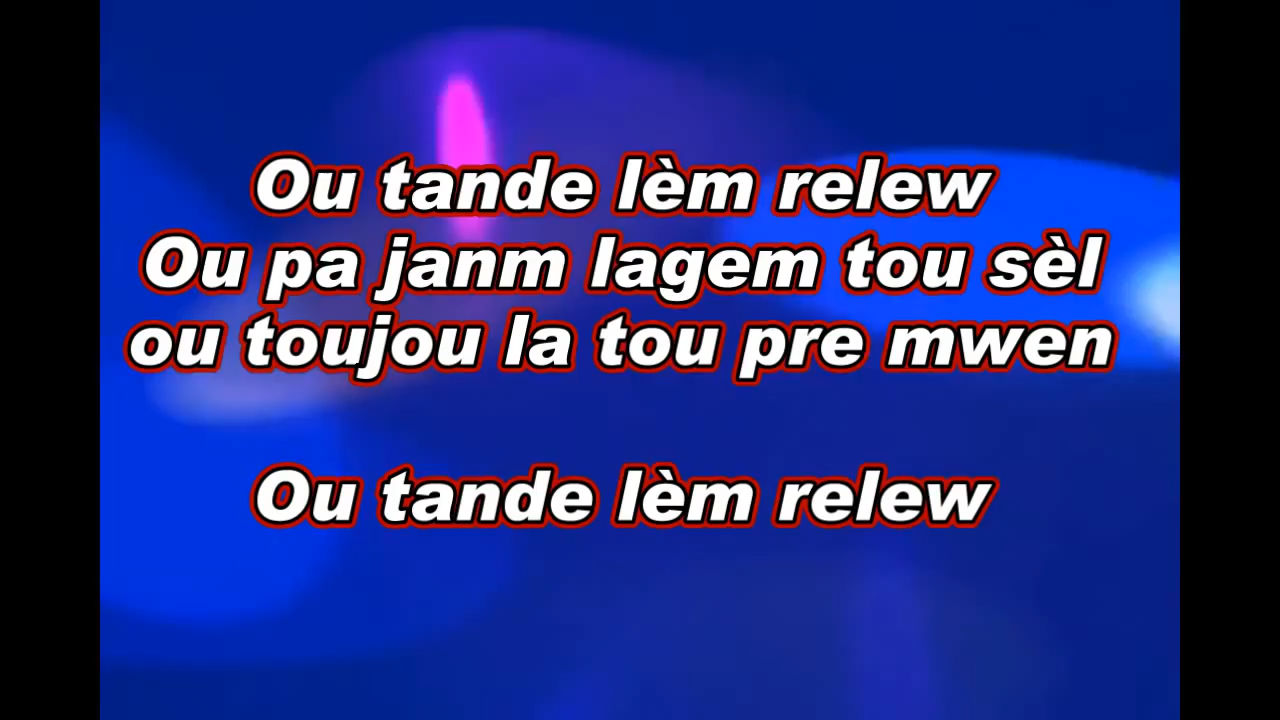 Ou tande lèm relew
Ou pa janm lagem tou sèl
ou toujou la tou pre mwen
Ou tande lèm relew